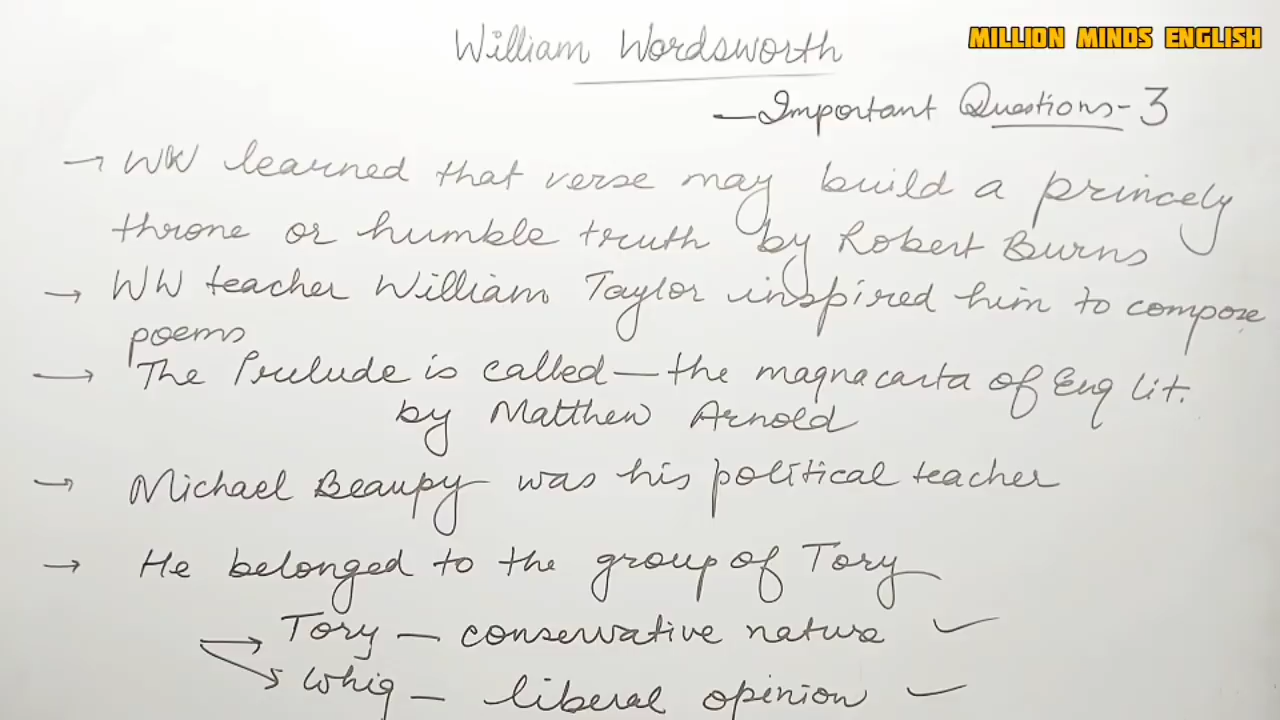 William Wordsworth
MILLION MINDS ENGLISH
— Important Questions - 3
→ WW learned that verse may build a princely
throne or humble truth by Robert Burns
→ WW teacher William Taylor inspired him to compose
poems
→ The Prelude is called — the magnacarta of Eng lit.
by Matthew Arnold
→ Michael Beaupy was his political teacher
→ He belonged to the group of Tory
→ Tory — conservative nature ✓
→ Whig — liberal opinion ✓